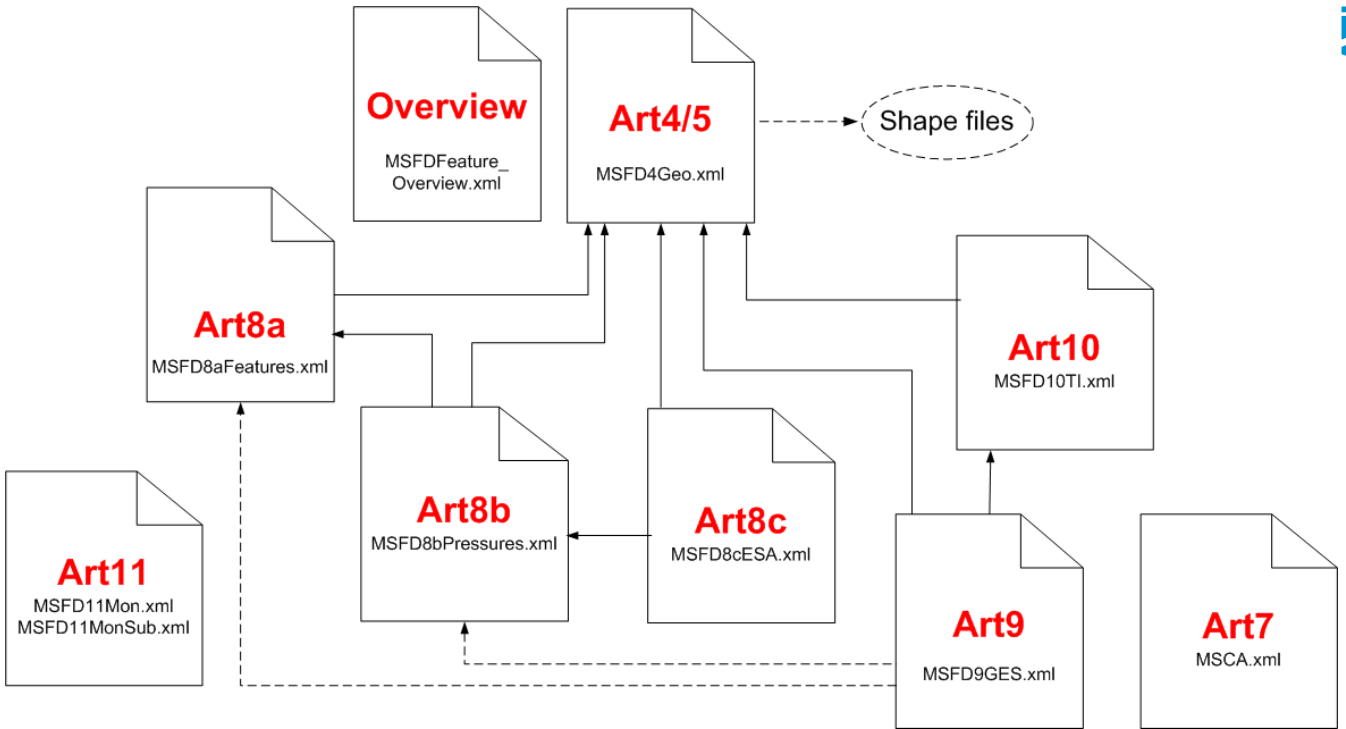 Overview
MSFDFeature_
Overview.xml
Art4/5
MSFD4Geo.xml
Shape files
Art8a
MSFD8aFeatures.xml
Art10
MSFD10TI.xml
Art8b
MSFD8bPressures.xml
Art8c
MSFD8cESA.xml
Art11
MSFD11Mon.xml
MSFD11MonSub.xml
Art9
MSFD9GES.xml
Art7
MSCA.xml